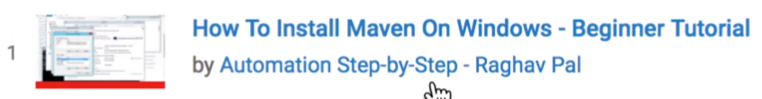 1
How To Install Maven On Windows - Beginner Tutorial
by Automation Step-by-Step - Raghav Pal